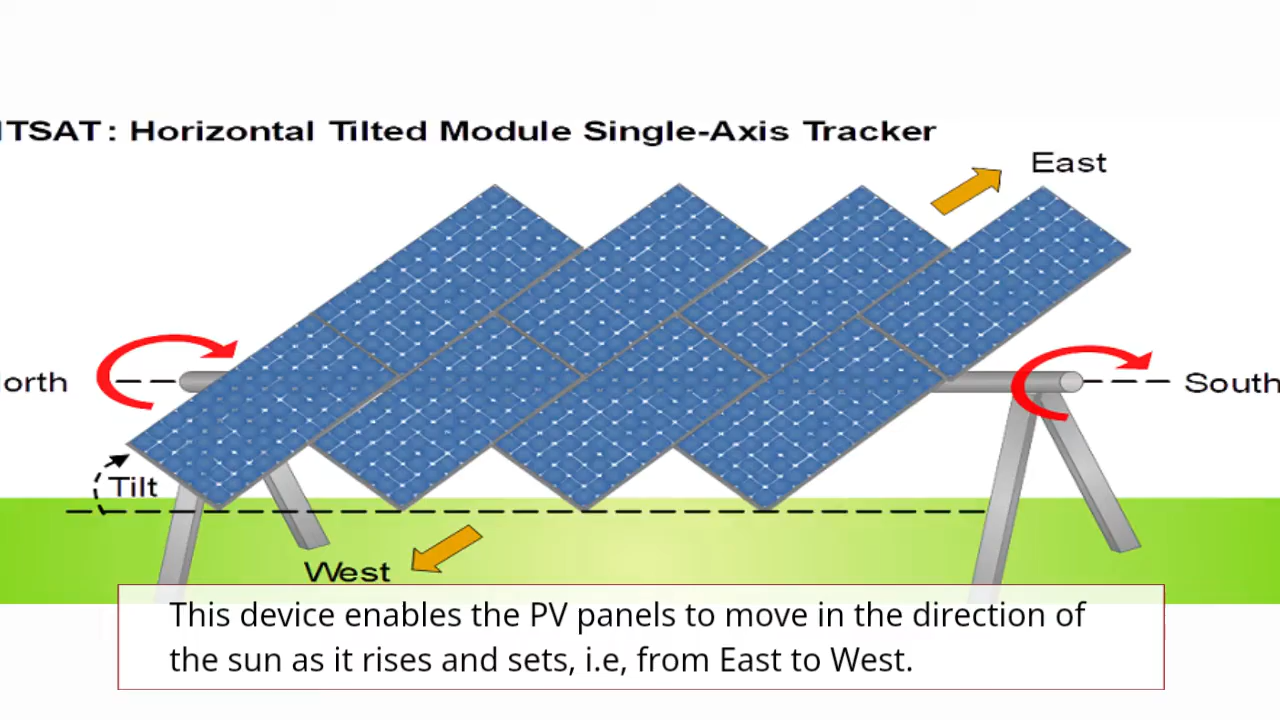 TSAT: Horizontal Tilted Module Single-Axis Tracker
East
orth
South
Tilt
West
This device enables the PV panels to move in the direction of
the sun as it rises and sets, i.e, from East to West.